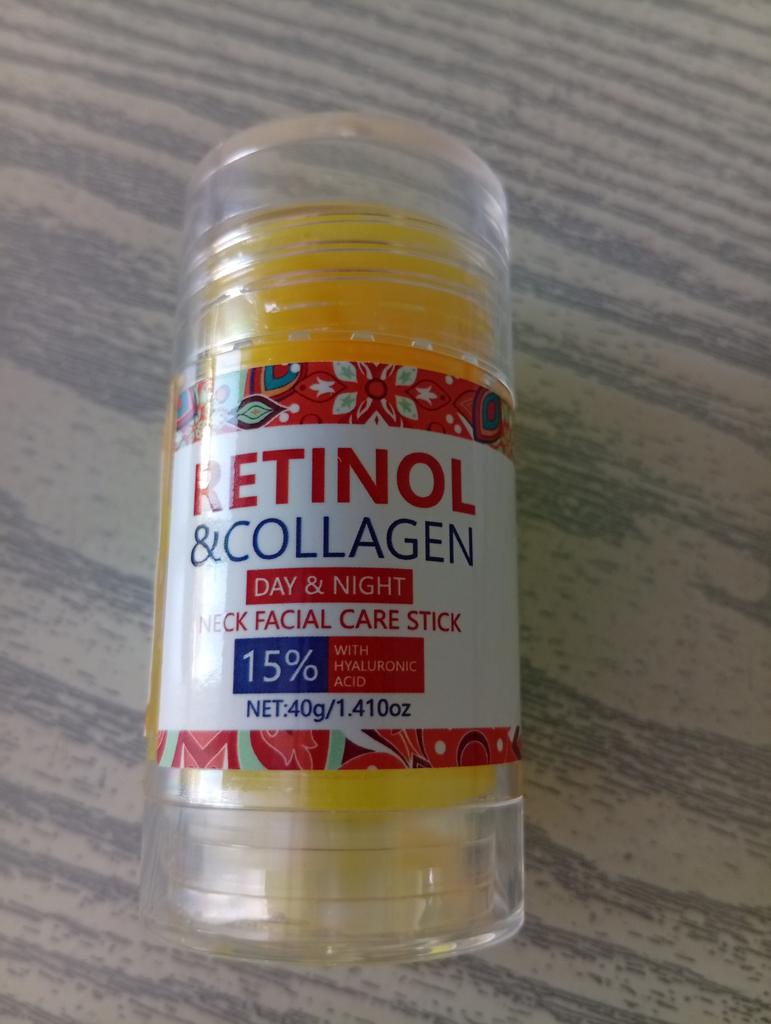 RETINOL
&COLLAGEN
DAY & NIGHT
NECK FACIAL CARE STICK
15% WITH
HYALURONIC
ACID
NET:40g/1.410oz